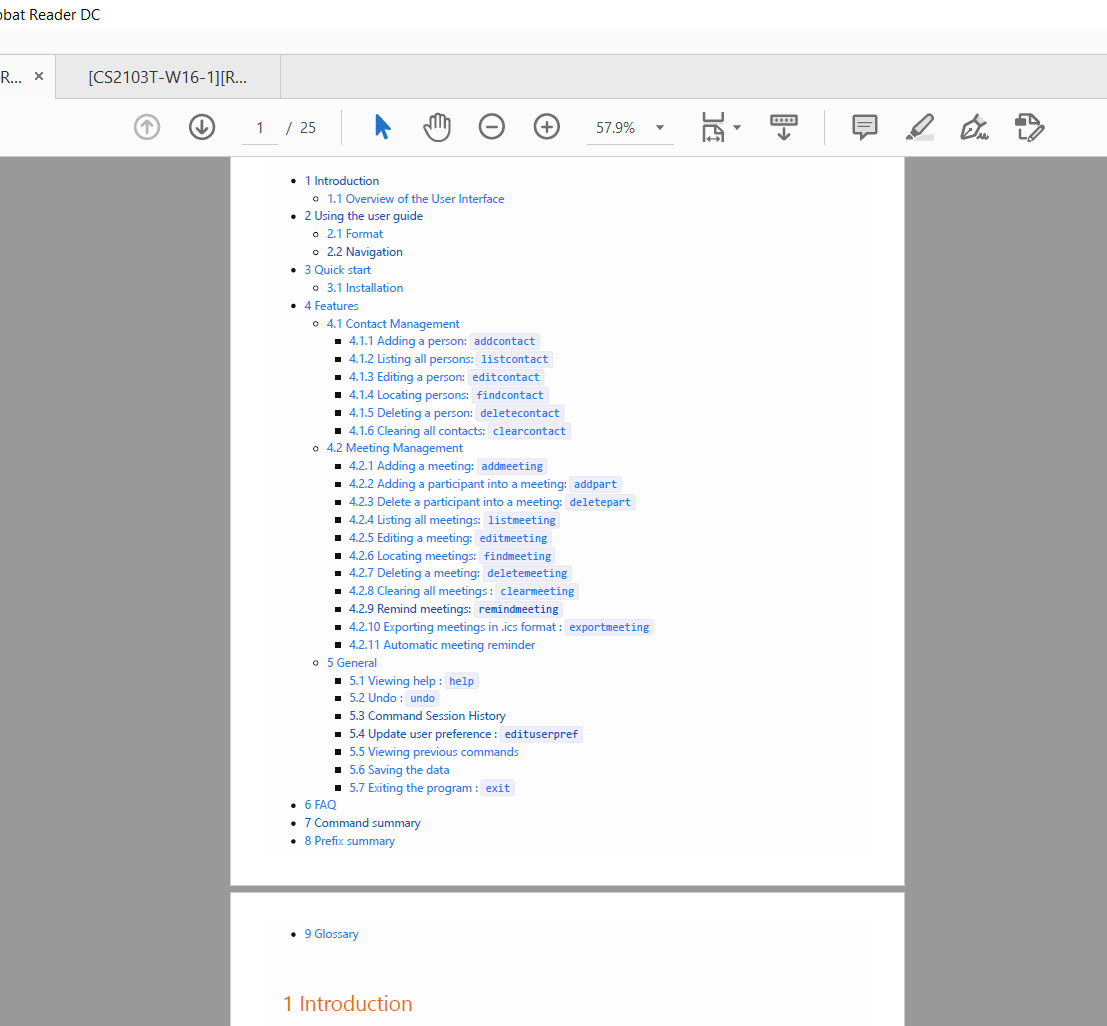 obat Reader DC
R... ×
[CS2103T-W16-1][R...
1 / 25
57.9%
1 Introduction
1.1 Overview of the User Interface
2 Using the user guide
2.1 Format
2.2 Navigation
3 Quick start
3.1 Installation
4 Features
4.1 Contact Management
4.1.1 Adding a person: addcontact
4.1.2 Listing all persons: listcontact
4.1.3 Editing a person: editcontact
4.1.4 Locating persons: findcontact
4.1.5 Deleting a person: deletecontact
4.1.6 Clearing all contacts: clearcontact
4.2 Meeting Management
4.2.1 Adding a meeting: addmeeting
4.2.2 Adding a participant into a meeting: addpart
4.2.3 Delete a participant into a meeting: deletepart
4.2.4 Listing all meetings: listmeeting
4.2.5 Editing a meeting: editmeeting
4.2.6 Locating meetings: findmeeting
4.2.7 Deleting a meeting: deletemeeting
4.2.8 Clearing all meetings : clearmeeting
4.2.9 Remind meetings: remindmeeting
4.2.10 Exporting meetings in .ics format : exportmeeting
4.2.11 Automatic meeting reminder
5 General
5.1 Viewing help : help
5.2 Undo : undo
5.3 Command Session History
5.4 Update user preference : edituserpref
5.5 Viewing previous commands
5.6 Saving the data
5.7 Exiting the program : exit
6 FAQ
7 Command summary
8 Prefix summary
9 Glossary
1 Introduction